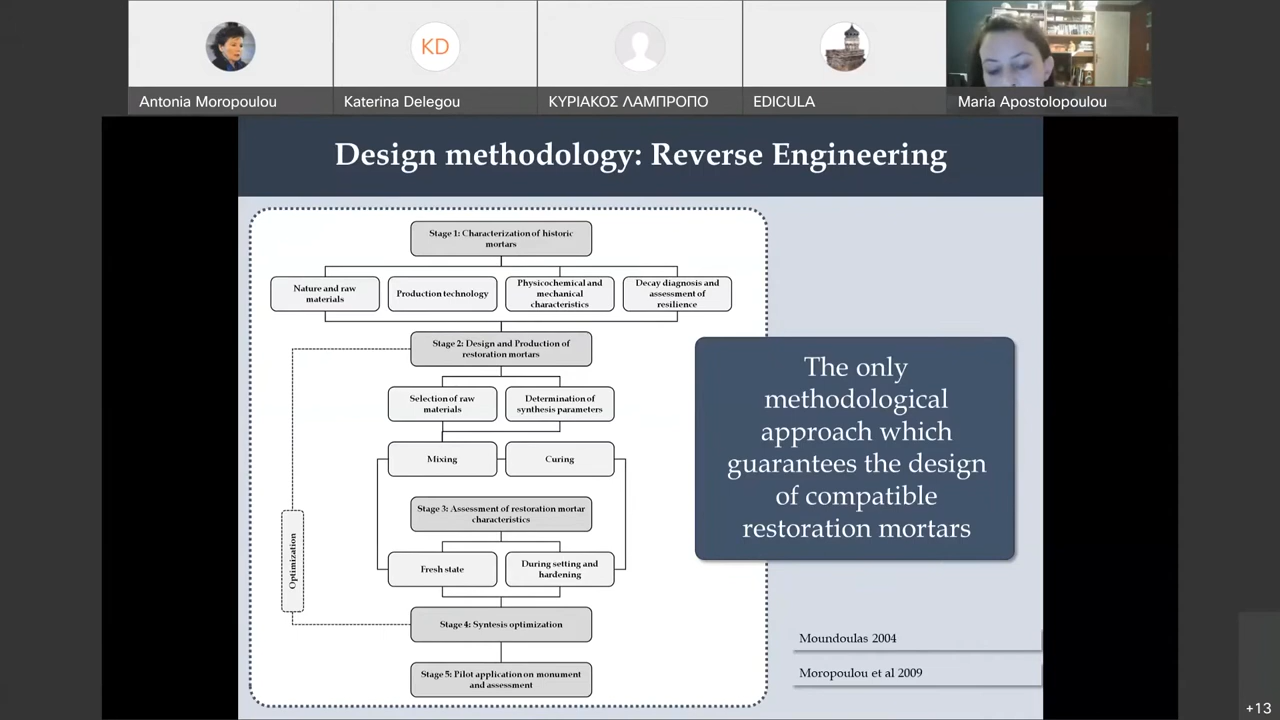 KD
Antonia Moropoulou
Katerina Delegou
ΚΥΡΙΑΚΟΣ ΛΑΜΠΡΟΠΟ
EDICULA
Maria Apostolopoulou
Design methodology: Reverse Engineering
Stage 1: Characterization of historic
mortars
Nature and raw
materials
Production technology
Physicochemical and
mechanical
characteristics
Decay diagnosis and
assessment of
resilience
Stage 2: Design and Production of
restoration mortars
Selection of raw
materials
Determination of
synthesis parameters
Mixing
Curing
Stage 3: Assessment of restoration mortar
characteristics
Fresh state
During setting and
hardening
Optimization
Stage 4: Syntesis optimization
Stage 5: Pilot application on monument
and assessment
The only
methodological
approach which
guarantees the design
of compatible
restoration mortars
Moundoulas 2004
Moropoulou et al 2009
+13